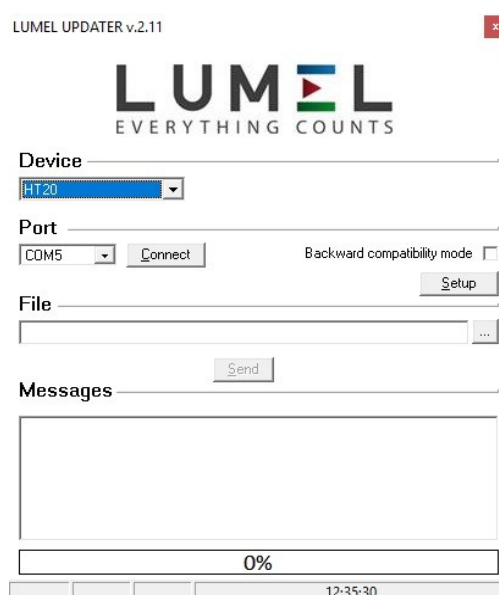 LUMEL UPDATER v.2.11
x
LUMEL
EVERYTHING COUNTS
Device
HT20
Port
COM5 Connect Backward compatibility mode
Setup
File
...
Send
Messages
0%
12:35:30